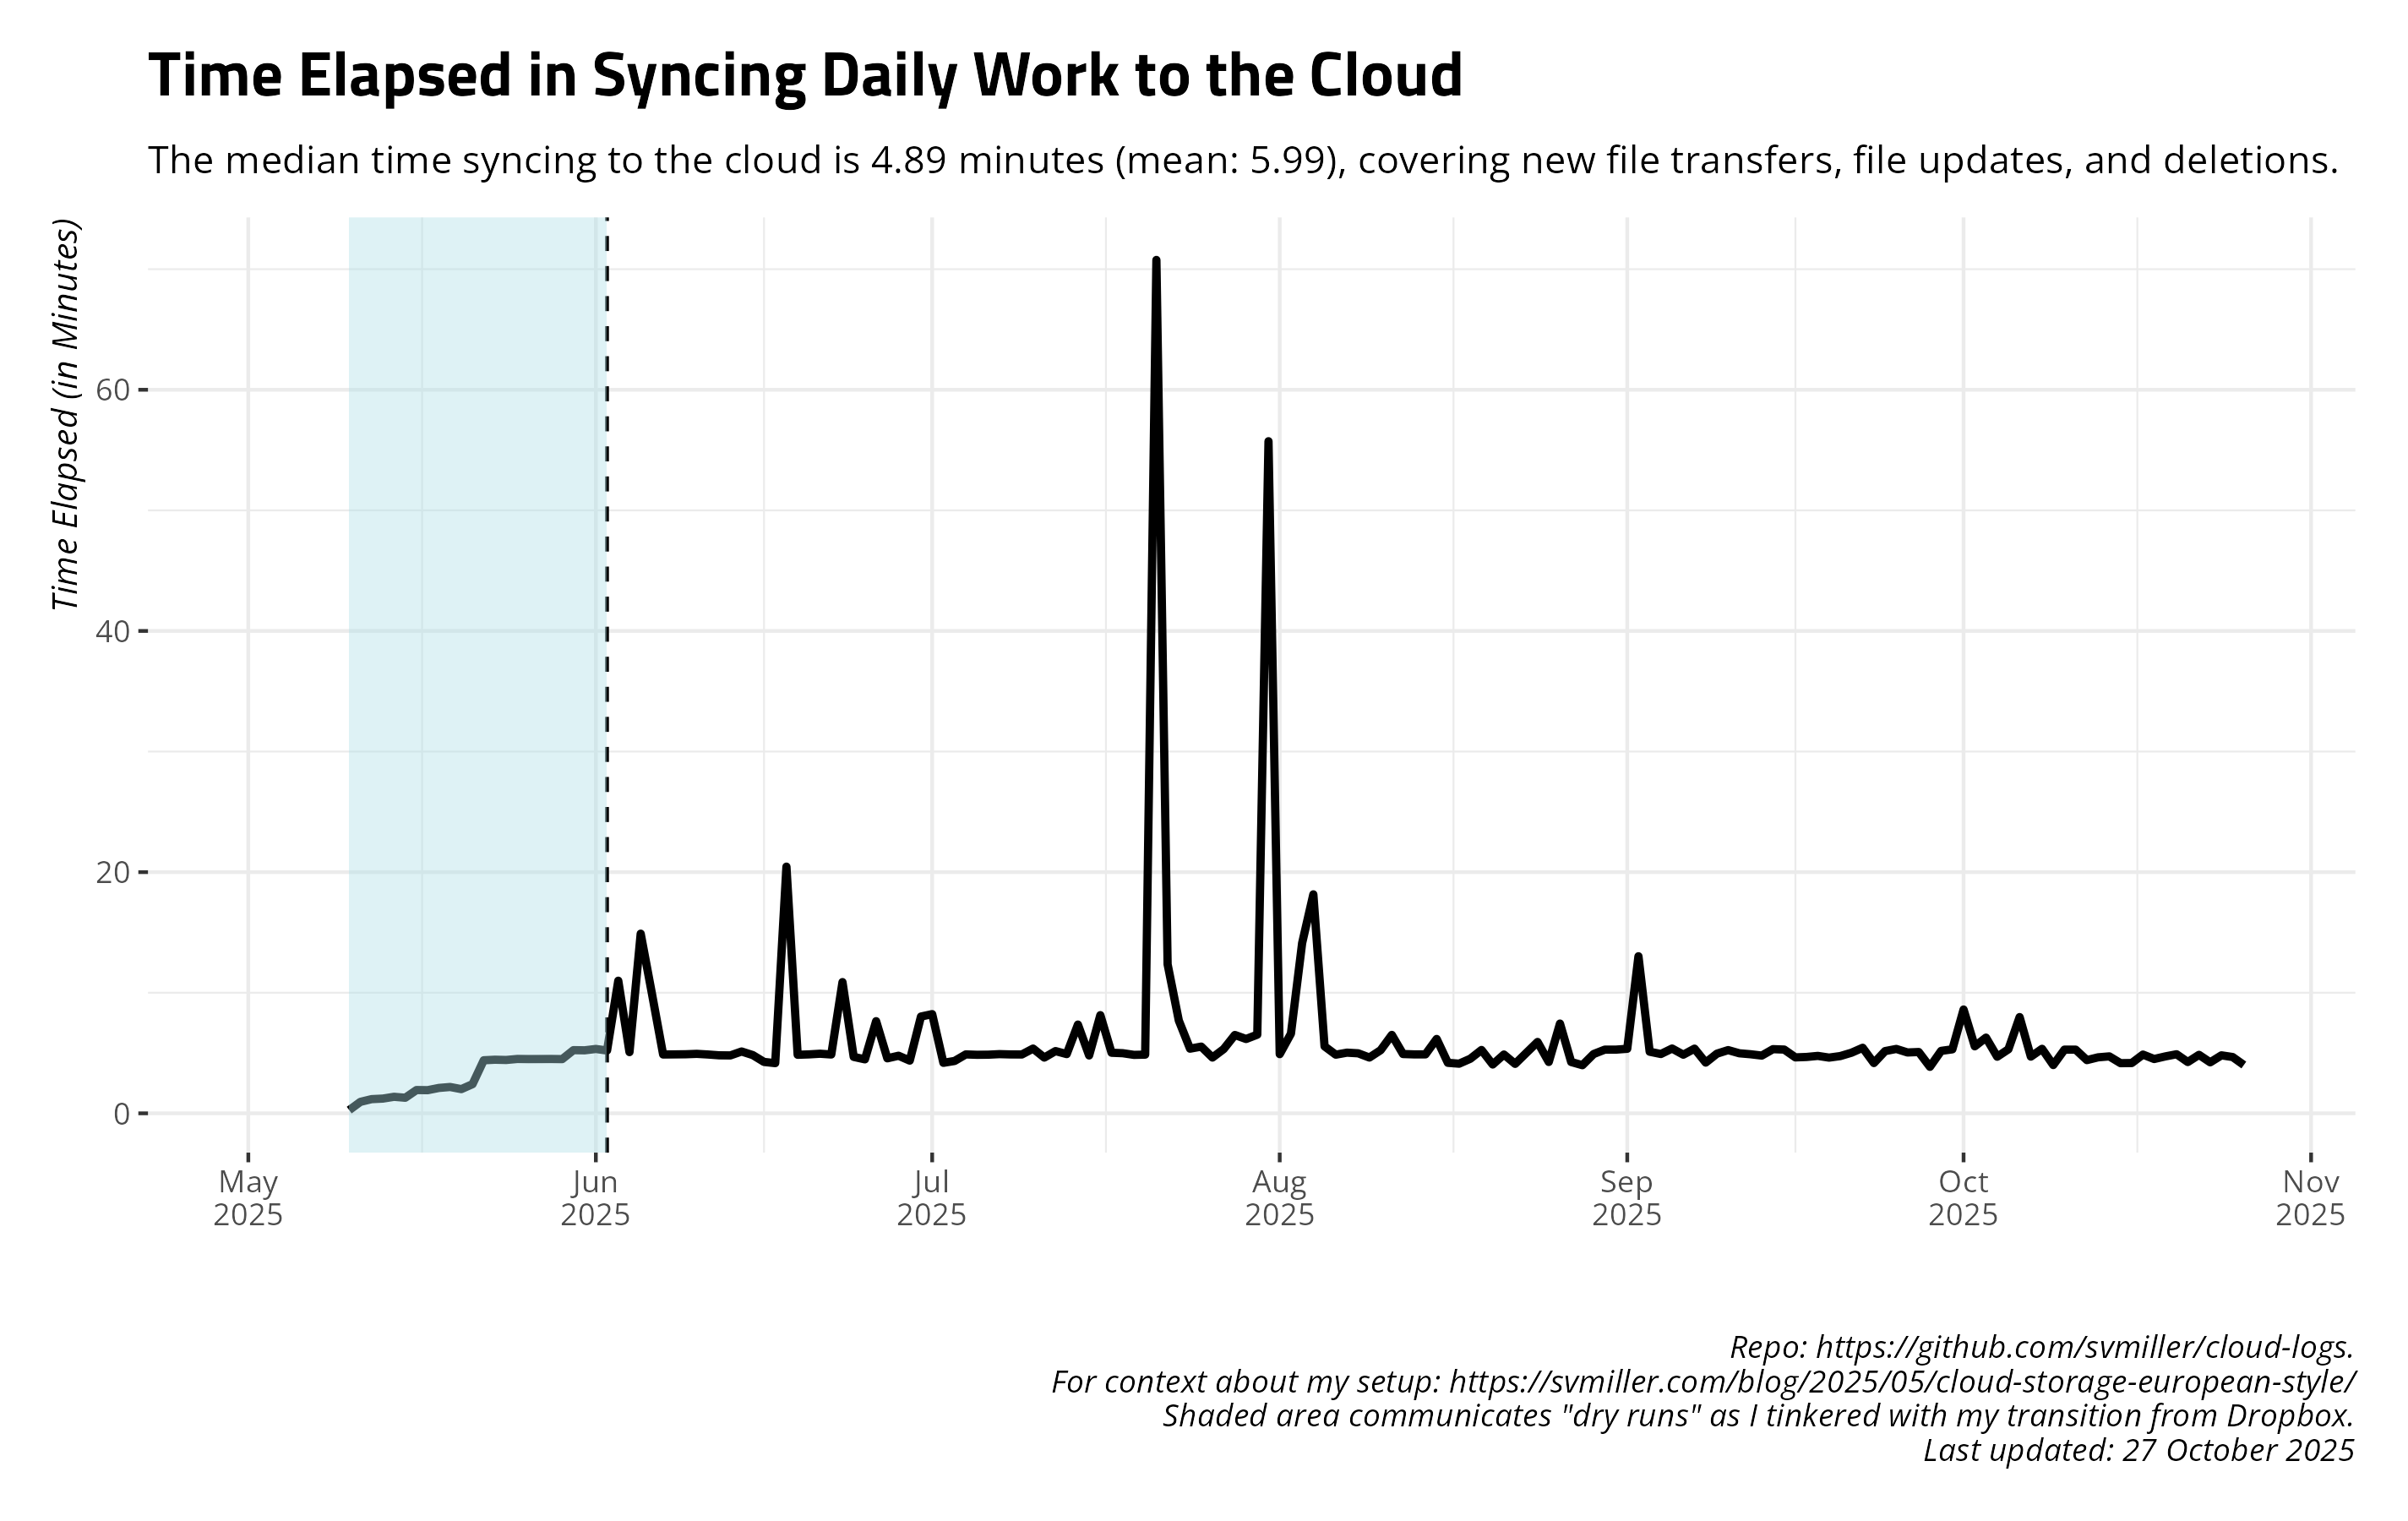 Time Elapsed in Syncing Daily Work to the Cloud
The median time syncing to the cloud is 4.89 minutes (mean: 5.99), covering new file transfers, file updates, and deletions.
Time Elapsed (in Minutes)
60
40
20
0
May
2025
Jun
2025
Jul
2025
Aug
2025
Sep
2025
Oct
2025
Nov
2025
Repo: https://github.com/svmiller/cloud-logs.
For context about my setup: https://svmiller.com/blog/2025/05/cloud-storage-european-style/
Shaded area communicates "dry runs" as I tinkered with my transition from Dropbox.
Last updated: 27 October 2025